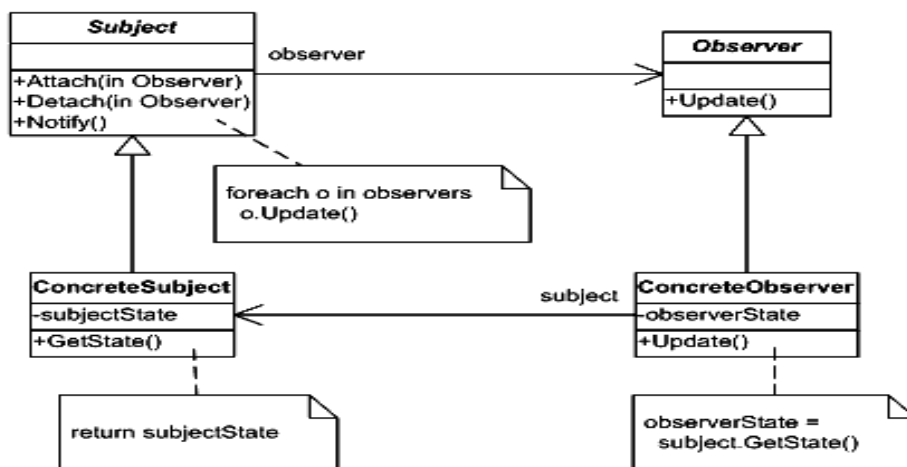 Subject
+Attach(in Observer)
+Detach(in Observer)
+Notify()
observer
Observer
+Update()
foreach o in observers
o.Update()
ConcreteSubject
-subjectState
+GetState()
subject
ConcreteObserver
-observerState
+Update()
return subjectState
observerState =
subject.GetState()